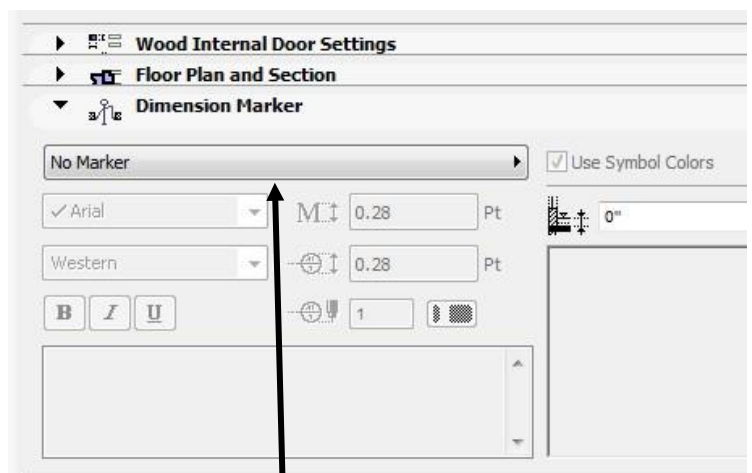 Wood Internal Door Settings
Floor Plan and Section
Dimension Marker
No Marker
Use Symbol Colors
Arial
M
0.28
Pt
0"
Western
0.28
Pt
B I U
1